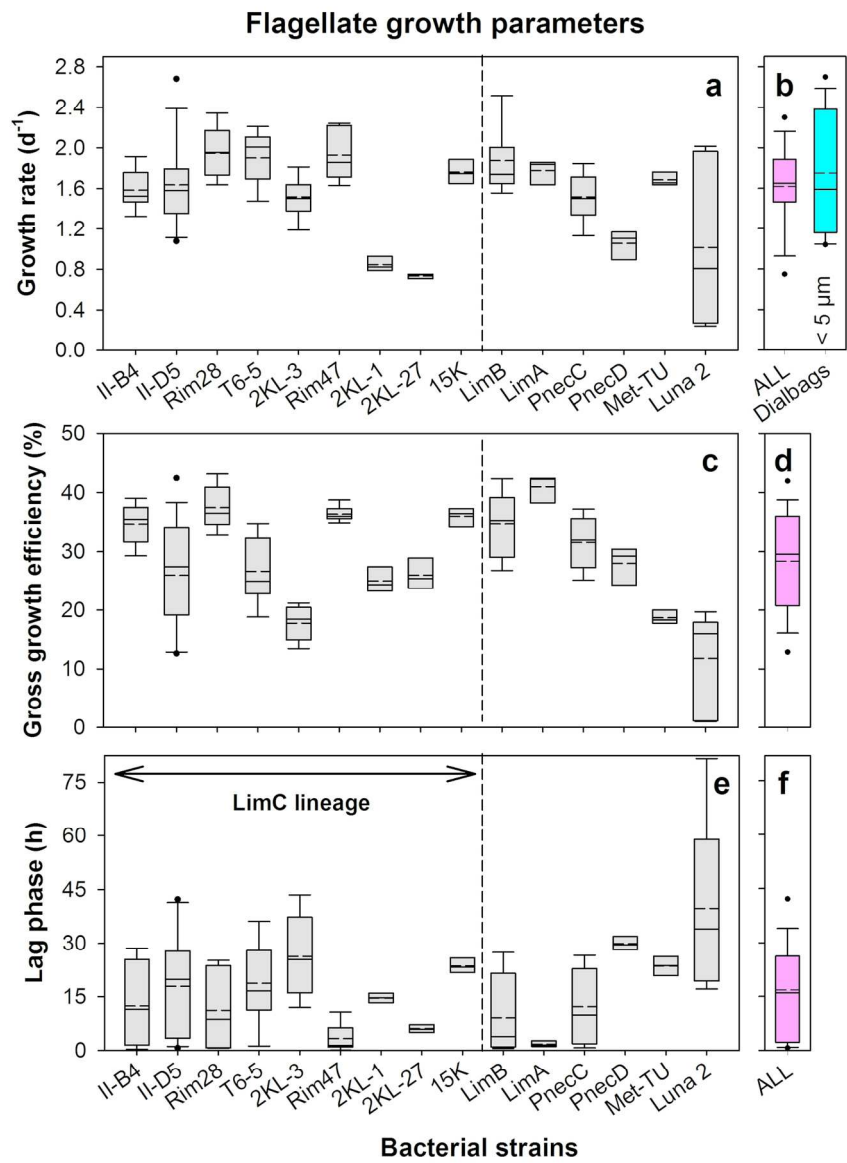 Flagellate growth parameters
Growth rate (d⁻¹)
2.8
2.4
2.0
1.6
1.2
0.8
0.4
0.0
a
b
< 5 µm
II-B4
II-D5
Rim28
T6-5
2KL-3
Rim47
2KL-1
2KL-27
15K
LimB
LimA
PnecC
PnecD
Met-TU
Luna 2
ALL
Dialbags
Gross growth efficiency (%)
50
40
30
20
10
0
c
d
Lag phase (h)
75
60
45
30
15
0
LimC lineage
e
f
II-B4
II-D5
Rim28
T6-5
2KL-3
Rim47
2KL-1
2KL-27
15K
LimB
LimA
PnecC
PnecD
Met-TU
Luna 2
ALL
Bacterial strains